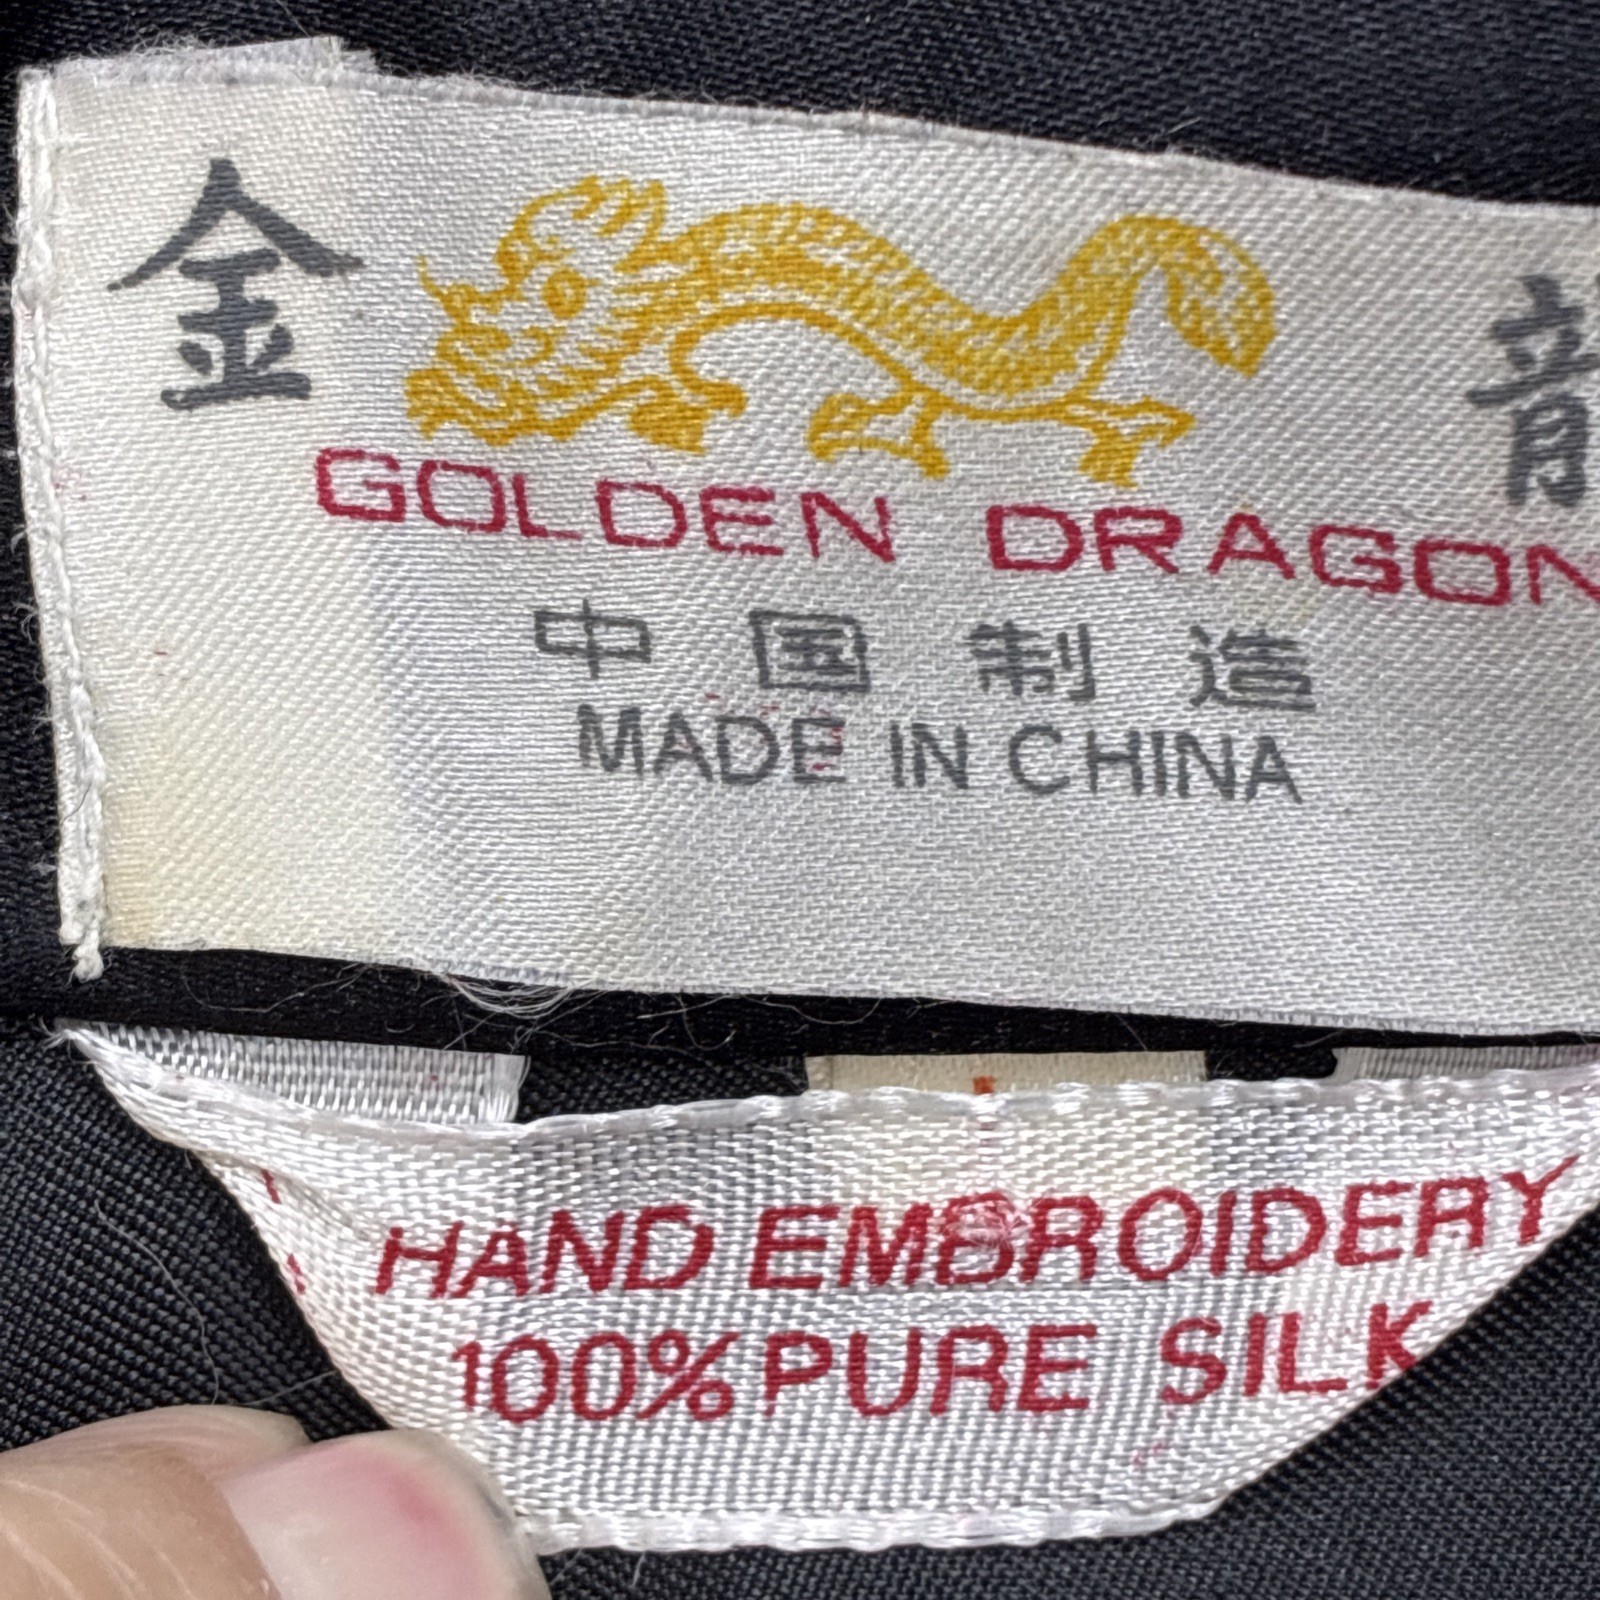 金
GOLDEN DRAGON
中国制造
MADE IN CHINA
HAND EMBROIDERY
100% PURE SILK